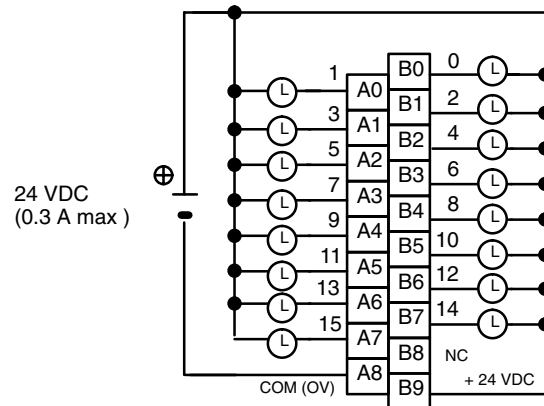 0
1 B0 L
L A0
B1 2 L
3
L A1
B2 4 L
5
L A2
B3 6 L
7
L A3
24 VDC
(0.3 A max )
B4 8 L
9
L A4
B5 10 L
11
L A5
B6 12 L
13
L A6
B7 14 L
15
L A7
B8 NC
A8
COM (OV)
B9 + 24 VDC